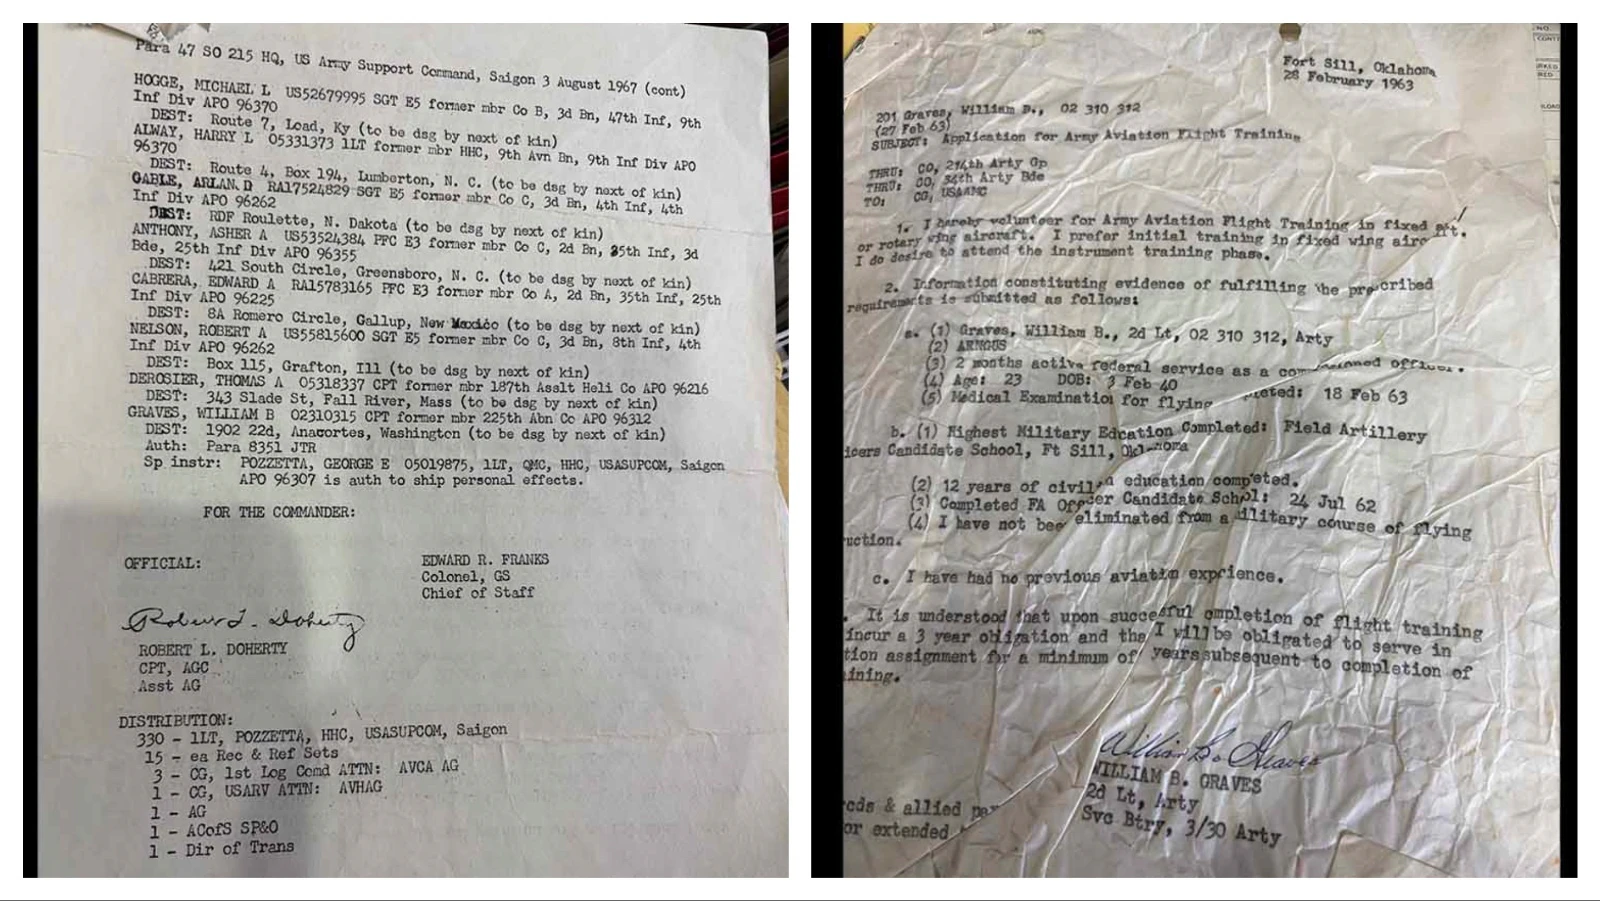 Para 47 SO 215 HQ, US Army Support Command, Saigon 3 August 1967 (cont)
HOGGE, MICHAEL L US52679995 SGT E5 former mbr Co B, 3d Bn, 47th Inf, 9th
Inf Div APO 96370
DEST: Route 7, Load, Ky (to be dsg by next of kin)
ALWAY, HARRY L 05331373 1LT former mbr HHC, 9th Avn Bn, 9th Inf Div APO
96370
DEST: Route 4, Box 194, Lumberton, N. C. (to be dsg by next of kin)
GABLE, ARLAN D RA17524829 SGT E5 former mbr Co C, 3d Bn, 4th Inf, 4th
Inf Div APO 96262
DEST: RDF Roulette, N. Dakota (to be dsg by next of kin)
ANTHONY, ASHER A US53524384 PFC E3 former mbr Co C, 2d Bn, 35th Inf, 3d
Bde, 25th Inf Div APO 96355
DEST: 421 South Circle, Greensboro, N. C. (to be dsg by next of kin)
CABRERA, EDWARD A RA15783165 PFC E3 former mbr Co A, 2d Bn, 35th Inf, 25th
Inf Div APO 96225
DEST: 8A Romero Circle, Gallup, New Mexico (to be dsg by next of kin)
NELSON, ROBERT A US55815600 SGT E5 former mbr Co C, 3d Bn, 8th Inf, 4th
Inf Div APO 96262
DEST: Box 115, Grafton, Ill (to be dsg by next of kin)
DEROSIER, THOMAS A 05318337 CPT former mbr 187th Asslt Heli Co APO 96216
DEST: 343 Slade St, Fall River, Mass (to be dsg by next of kin)
GRAVES, WILLIAM B 02310315 CPT former mbr 225th Abn Co APO 96312
DEST: 1902 22d, Anacortes, Washington (to be dsg by next of kin)
Auth: Para 8351 JTR
Sp instr: POZZETTA, GEORGE E 05019875, 1LT, QMC, HHC, USASUPCOM, Saigon
APO 96307 is auth to ship personal effects.
FOR THE COMMANDER:
OFFICIAL:
EDWARD R. FRANKS
Colonel, GS
Chief of Staff
Robert L. Doherty
ROBERT L. DOHERTY
CPT, AGC
Asst AG
DISTRIBUTION:
330 - 1LT, POZZETTA, HHC, USASUPCOM, Saigon
15 - ea Rec & Ref Sets
3 - CG, 1st Log Comd ATTN: AVCA AG
1 - CG, USARV ATTN: AVHAG
1 - AG
1 - ACofS SP&O
1 - Dir of Trans
Fort Sill, Oklahoma
28 February 1963
201 Graves, William B., 02 310 312
(27 Feb 63)
SUBJECT: Application for Army Aviation Flight Training
THRU: CO, 214th Arty Gp
THRU: CO, 34th Arty Bde
TO: CG, USAAMC
1. I hereby volunteer for Army Aviation Flight Training in fixed
or rotary wing aircraft. I prefer initial training in fixed wing
I do desire to attend the instrument training phase.
2. Information constituting evidence of fulfilling the prescribed
requirements is submitted as follows:
a. (1) Graves, William B., 2d Lt, 02 310 312, Arty
(2) ARNGUS
(3) 2 months active federal service as a
(4) Age: 23 DOB: 3 Feb 40
(5) Medical Examination for flying 18 Feb 63
b. (1) Highest Military Edcation Completed: Field Artillery
icers Candidate School, Ft Sill, Oklahoma
(2) 12 years of civil education completed.
(3) Completed FA Officer Candidate Schol: 24 Jul 62
(4) I have not bee eliminated from a military course of flying
uction.
c. I have had no previous aviation expcience.
. It is understood that upon succesful ompletion of flight training
incur a 3 year obligation and the I will be obligated to serve in
tion assignment for a minimum of years subsequent to completion of
ining.
William B. Graves
WILLIAM B. GRAVES
2d Lt, Arty
Svc Btry, 3/30 Arty
cds & allied pa
or extended